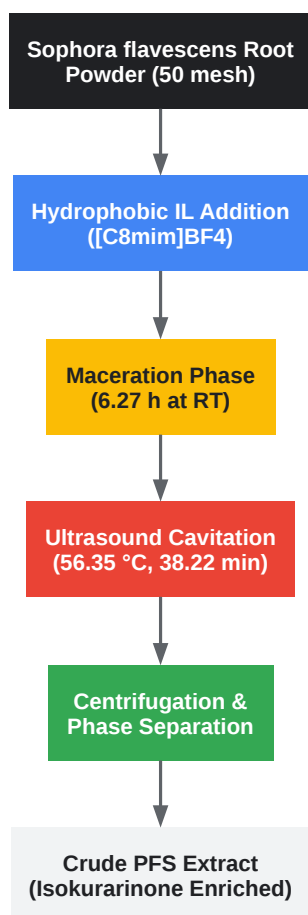 Sophora flavescens Root
Powder (50 mesh)
Hydrophobic IL Addition
([C8mim]BF4)
Maceration Phase
(6.27 h at RT)
Ultrasound Cavitation
(56.35 °C, 38.22 min)
Centrifugation &
Phase Separation
Crude PFS Extract
(Isokurarinone Enriched)